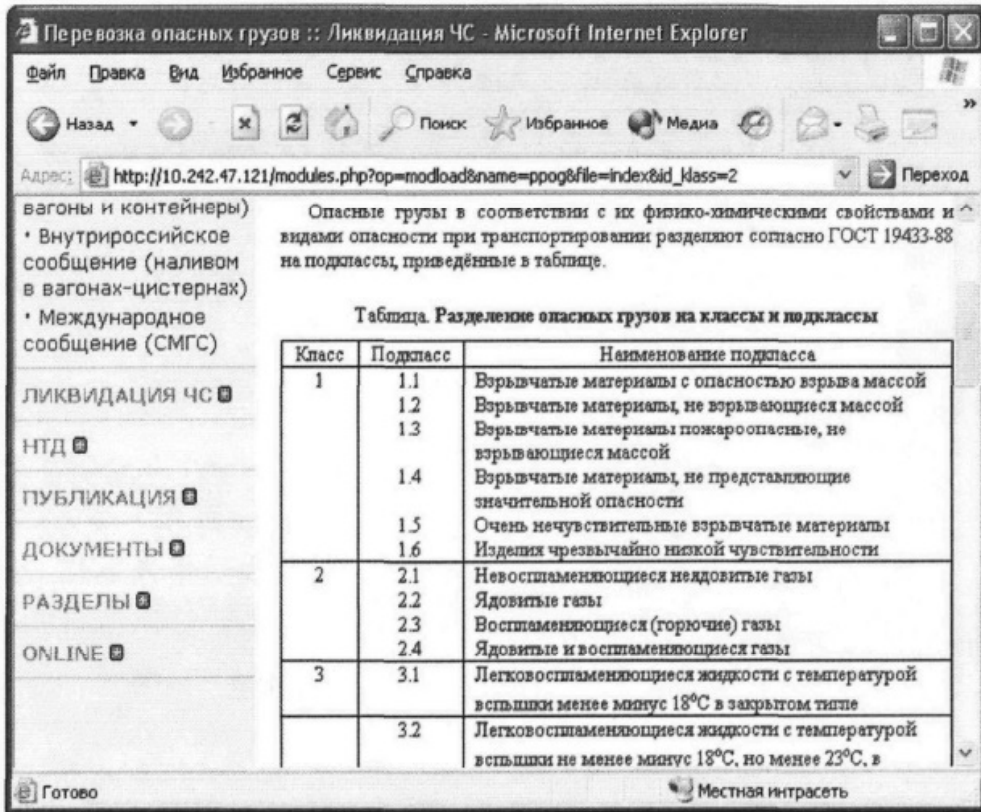 Перевозка опасных грузов :: Ликвидация ЧС - Microsoft Internet Explorer
Файл Правка Вид Избранное Сервис Справка
Назад Поиск Избранное Медиа »
Адрес: http://10.242.47.121/modules.php?op=modload&name=ppog&file=index&id_klass=2 Переход
вагоны и контейнеры)
· Внутрироссийское
сообщение (наливом
в вагонах-цистернах)
· Международное
сообщение (СМГС)
ЛИКВИДАЦИЯ ЧС
НТД
ПУБЛИКАЦИЯ
ДОКУМЕНТЫ
РАЗДЕЛЫ
ONLINE
Опасные грузы в соответствии с их физико-химическими свойствами и
видами опасности при транспортировании разделяют согласно ГОСТ 19433-88
на подклассы, приведённые в таблице.
Таблица. Разделение опасных грузов на классы и подклассы
Класс Подкласс Наименование подкласса
1 1.1 Взрывчатые материалы с опасностью взрыва массой
1.2 Взрывчатые материалы, не взрывающиеся массой
1.3 Взрывчатые материалы пожароопасные, не
взрывающиеся массой
1.4 Взрывчатые материалы, не представляющие
значительной опасности
1.5 Очень нечувствительные взрывчатые материалы
1.6 Изделия чрезвычайно низкой чувствительности
2 2.1 Невоспламеняющиеся неядовитые газы
2.2 Ядовитые газы
2.3 Воспламеняющиеся (горючие) газы
2.4 Ядовитые и воспламеняющиеся газы
3 3.1 Легковоспламеняющиеся жидкости с температурой
вспышки менее минус 18°С в закрытом тигле
3.2 Легковоспламеняющиеся жидкости с температурой
вспышки не менее минус 18°С, но менее 23°С, в
Готово Местная интрасеть